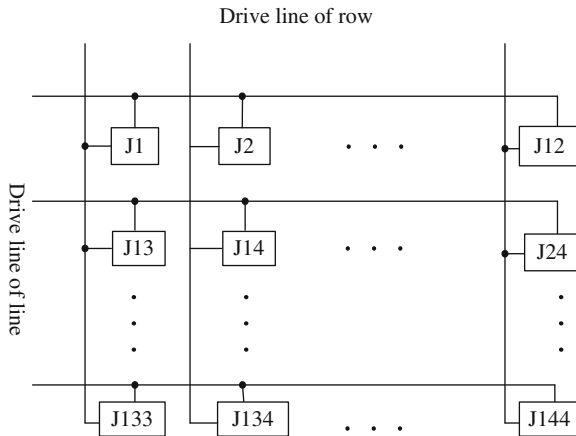 Drive line of row
J1 J2 . . . J12
Drive line of line
J13 J14 . . . J24
J133 J134 . . . J144